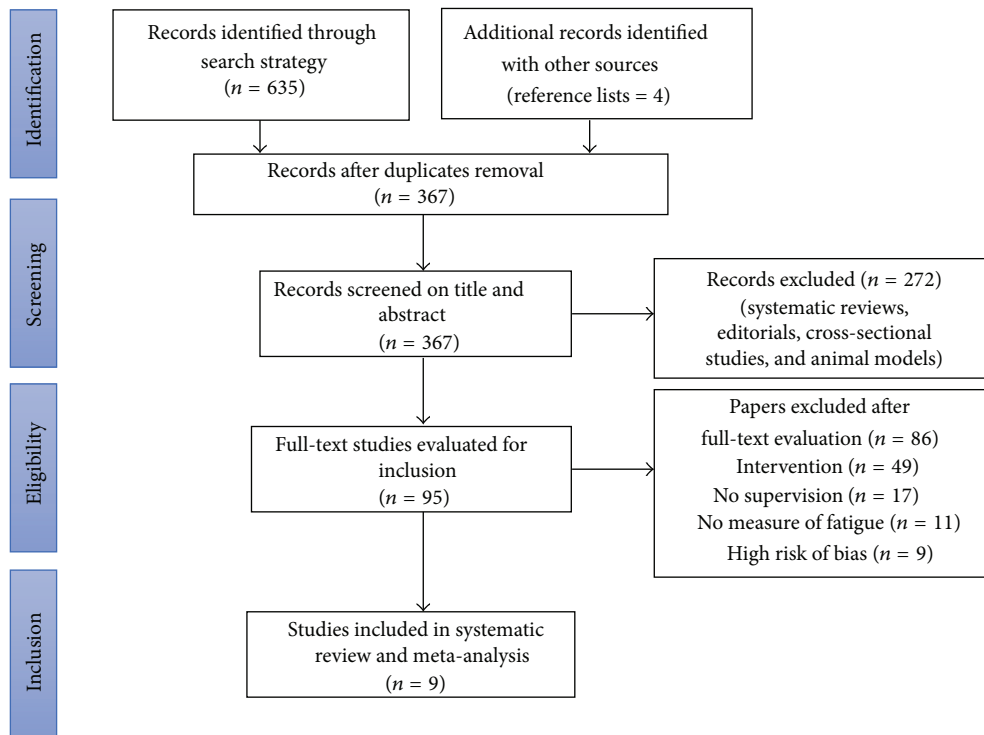 Identification
Records identified through
search strategy
(n = 635)
Additional records identified
with other sources
(reference lists = 4)
Records after duplicates removal
(n = 367)
Screening
Records screened on title and
abstract
(n = 367)
Records excluded (n = 272)
(systematic reviews,
editorials, cross-sectional
studies, and animal models)
Eligibility
Full-text studies evaluated for
inclusion
(n = 95)
Papers excluded after
full-text evaluation (n = 86)
Intervention (n = 49)
No supervision (n = 17)
No measure of fatigue (n = 11)
High risk of bias (n = 9)
Inclusion
Studies included in systematic
review and meta-analysis
(n = 9)